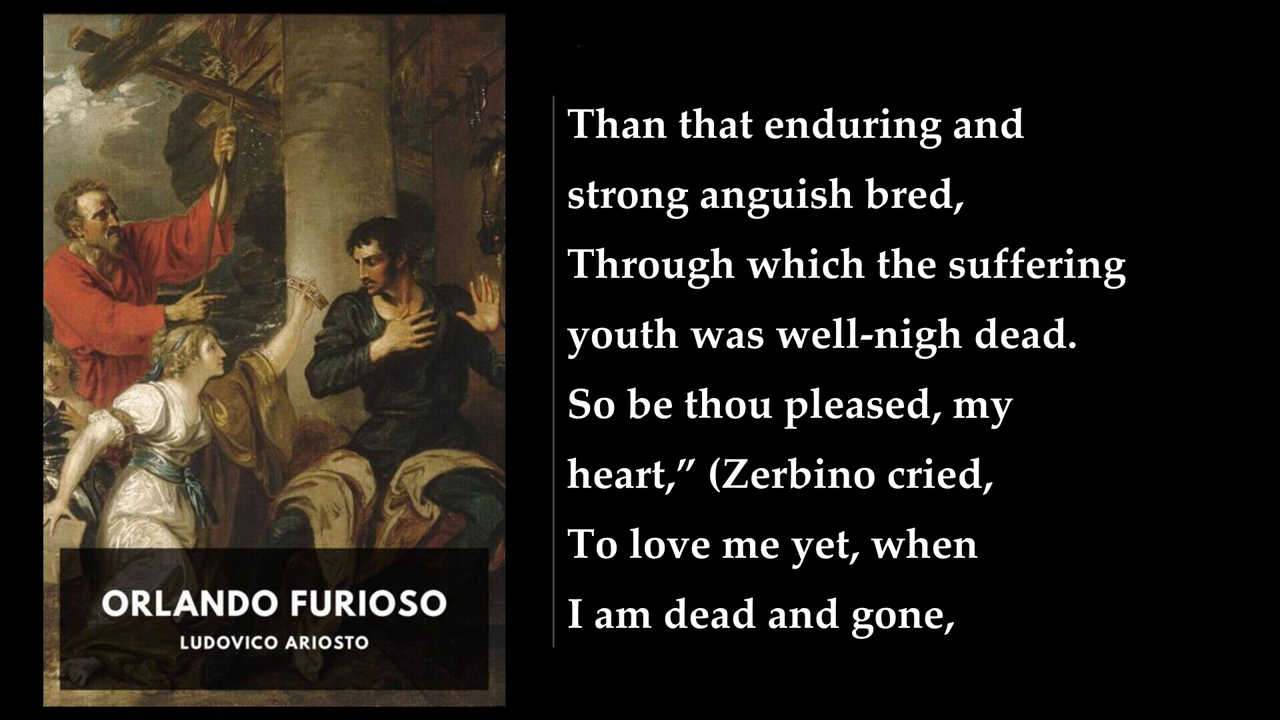 ORLANDO FURIOSO
LUDOVICO ARIOSTO
Than that enduring and
strong anguish bred,
Through which the suffering
youth was well-nigh dead.
So be thou pleased, my
heart,” (Zerbino cried,
To love me yet, when
I am dead and gone,